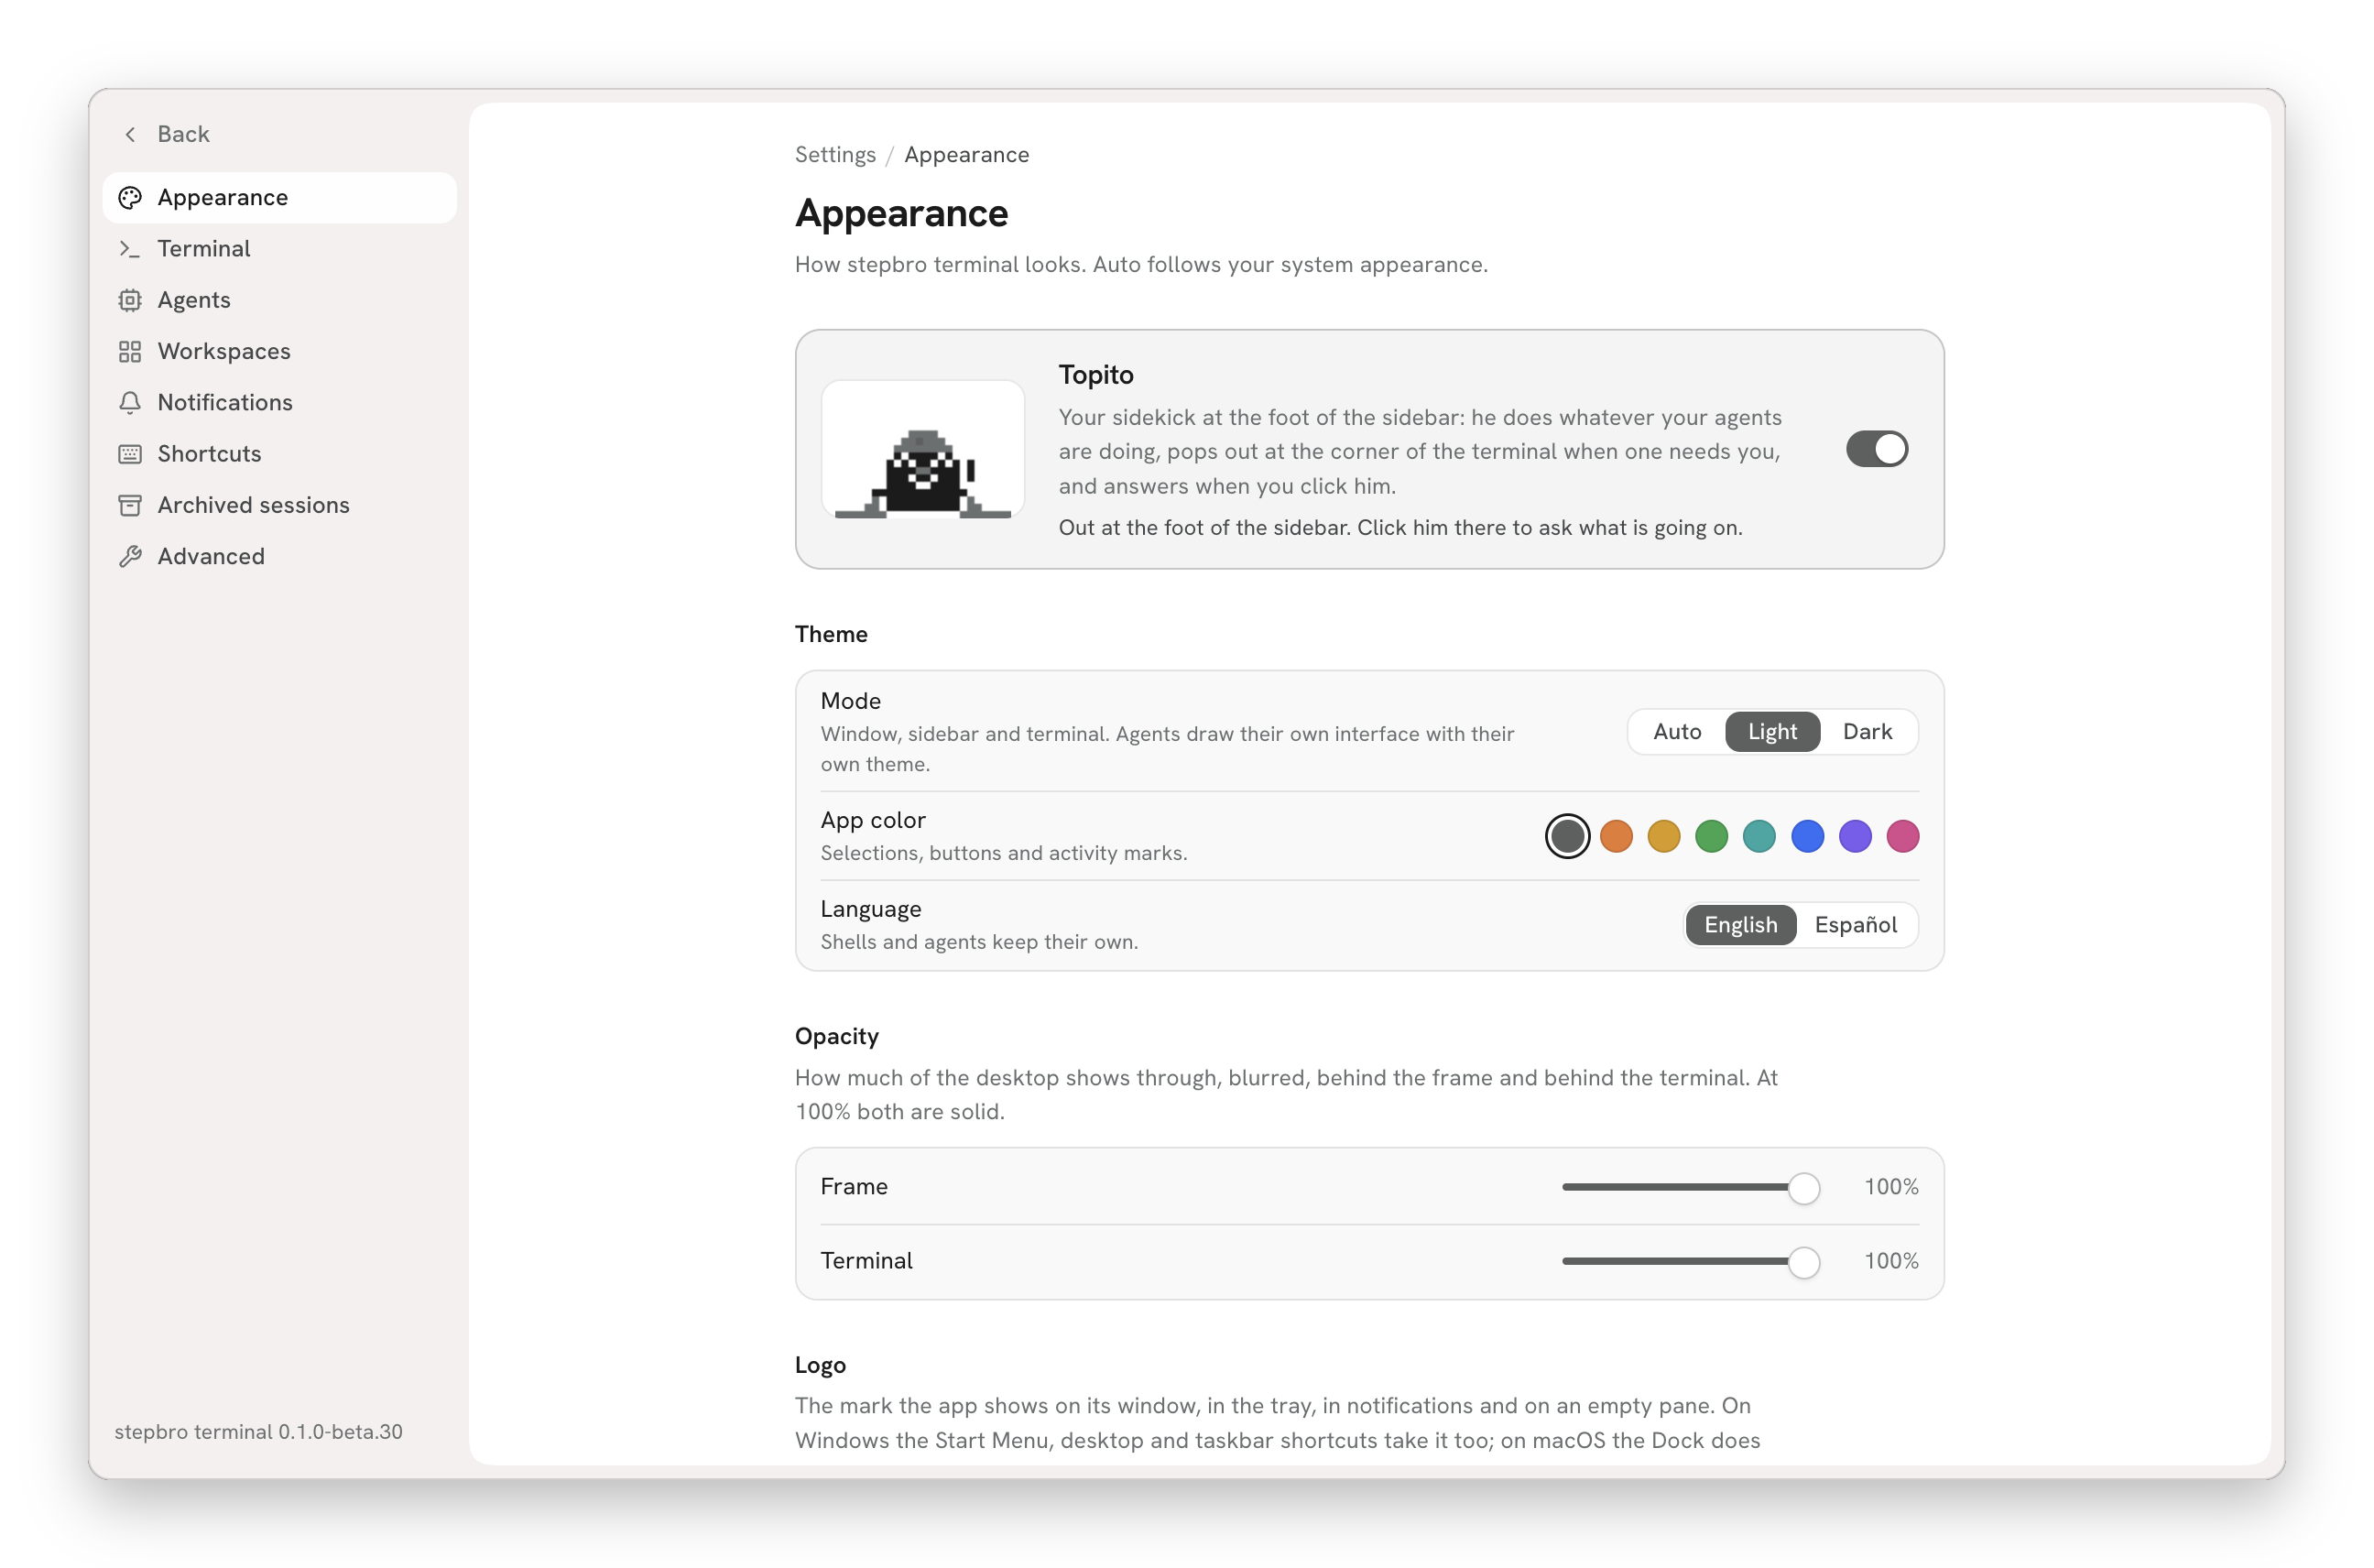 Back
Appearance
Terminal
Agents
Workspaces
Notifications
Shortcuts
Archived sessions
Advanced
stepbro terminal 0.1.0-beta.30
Settings / Appearance
Appearance
How stepbro terminal looks. Auto follows your system appearance.
Topito
Your sidekick at the foot of the sidebar: he does whatever your agents
are doing, pops out at the corner of the terminal when one needs you,
and answers when you click him.
Out at the foot of the sidebar. Click him there to ask what is going on.
Theme
Mode
Window, sidebar and terminal. Agents draw their own interface with their
own theme.
Auto Light Dark
App color
Selections, buttons and activity marks.
Language
Shells and agents keep their own.
English Español
Opacity
How much of the desktop shows through, blurred, behind the frame and behind the terminal. At
100% both are solid.
Frame 100%
Terminal 100%
Logo
The mark the app shows on its window, in the tray, in notifications and on an empty pane. On
Windows the Start Menu, desktop and taskbar shortcuts take it too; on macOS the Dock does